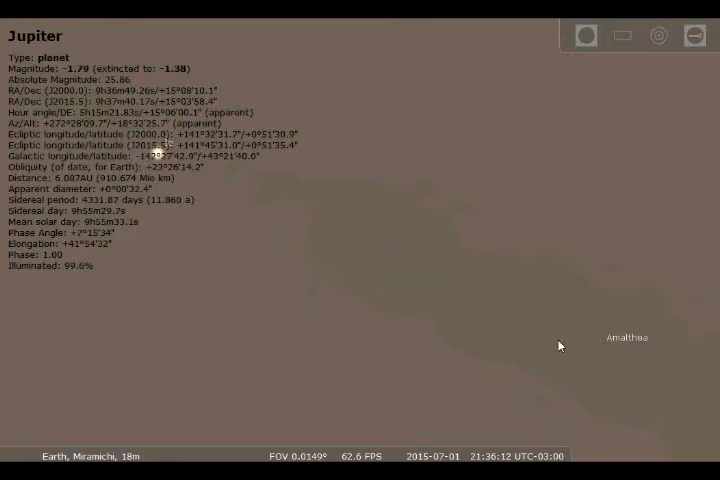 Jupiter
Type: planet
Magnitude: -1.79 (extincted to: -1.38)
Absolute Magnitude: 25.86
RA/Dec (J2000.0): 9h36m49.26s/+15°08'10.1"
RA/Dec (J2015.5): 9h37m40.17s/+15°03'58.4"
Hour angle/DE: 5h15m21.83s/+15°06'00.1" (apparent)
Az/Alt: +272°28'09.7"/+18°32'25.7" (apparent)
Ecliptic longitude/latitude (J2000.0): +141°32'31.7"/+0°51'30.9"
Ecliptic longitude/latitude (J2015.5): +141°45'31.0"/+0°51'35.4"
Galactic longitude/latitude: -142°27'42.9"/+43°21'40.0"
Obliquity (of date, for Earth): +23°26'14.2"
Distance: 6.087AU (910.674 Mio km)
Apparent diameter: +0°00'32.4"
Sidereal period: 4331.87 days (11.860 a)
Sidereal day: 9h55m29.7s
Mean solar day: 9h55m33.1s
Phase Angle: +7°15'34"
Elongation: +41°54'32"
Phase: 1.00
Illuminated: 99.6%
Amalthea
Earth, Miramichi, 18m FOV 0.0149° 62.6 FPS 2015-07-01 21:36:12 UTC-03:00